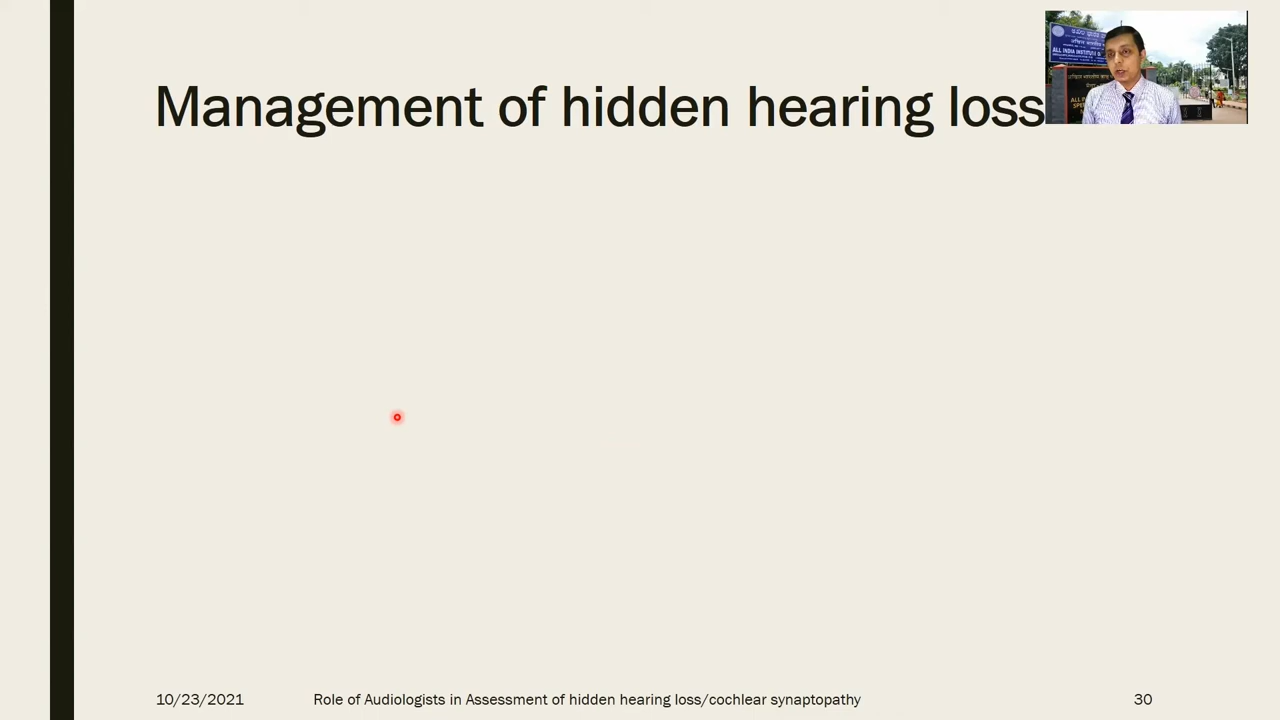 Management of hidden hearing loss
ALL INDIA INSTITUTE O
10/23/2021
Role of Audiologists in Assessment of hidden hearing loss/cochlear synaptopathy
30